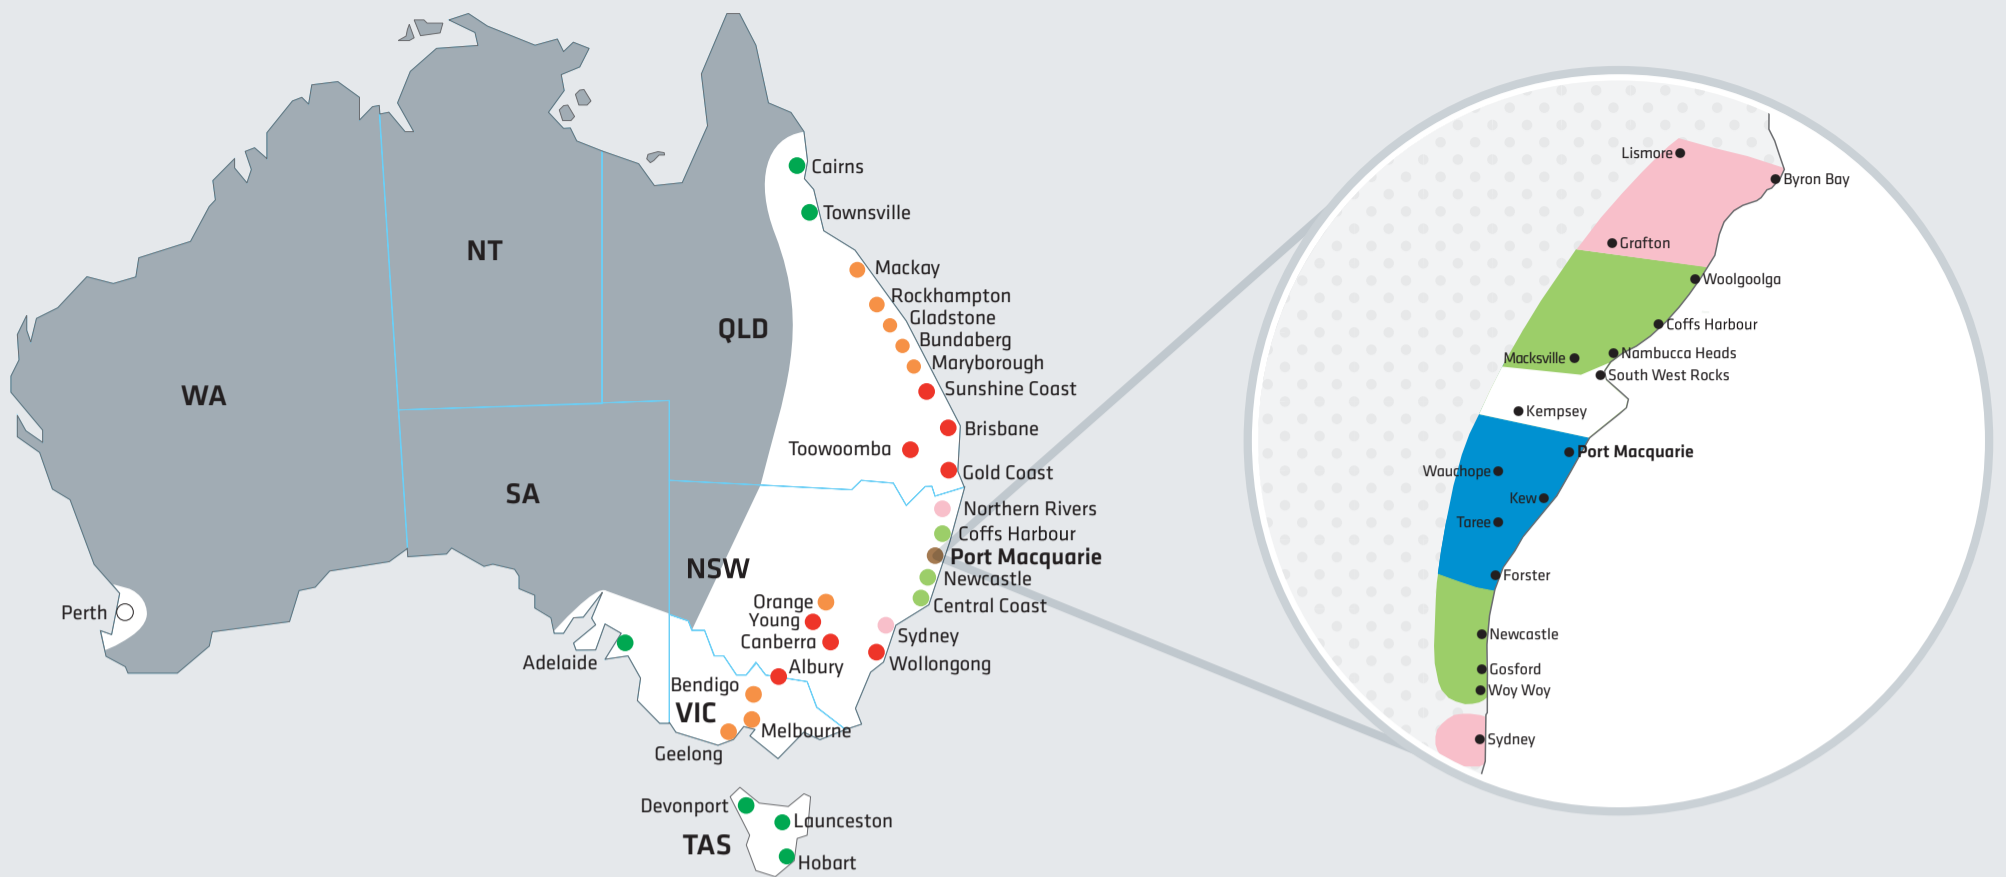 Cairns
Townsville
NT
Mackay
Rockhampton
Gladstone
QLD
Bundaberg
Maryborough
Sunshine Coast
WA
Brisbane
Toowoomba
Gold Coast
SA
Northern Rivers
Coffs Harbour
Port Macquarie
NSW
Newcastle
Orange
Central Coast
Perth
Young
Sydney
Canberra
Adelaide
Albury
Wollongong
Bendigo
VIC
Melbourne
Geelong
Devonport
Launceston
TAS
Hobart
Lismore
Byron Bay
Grafton
Woolgoolga
Coffs Harbour
Nambucca Heads
Macksville
South West Rocks
Kempsey
Port Macquarie
Wauchope
Kew
Taree
Forster
Newcastle
Gosford
Woy Woy
Sydney